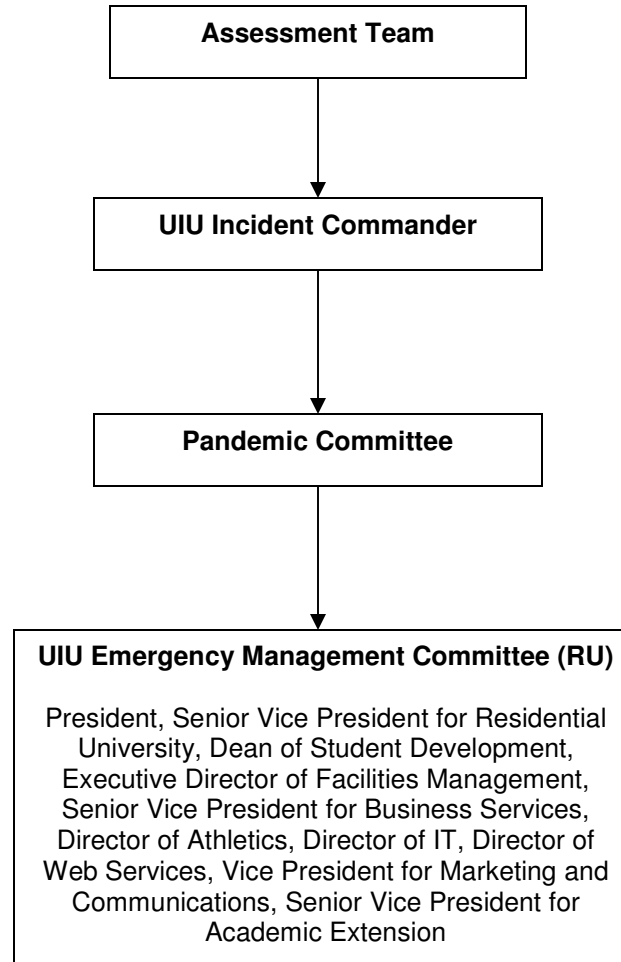 Assessment Team
UIU Incident Commander
Pandemic Committee
UIU Emergency Management Committee (RU)
President, Senior Vice President for Residential
University, Dean of Student Development,
Executive Director of Facilities Management,
Senior Vice President for Business Services,
Director of Athletics, Director of IT, Director of
Web Services, Vice President for Marketing and
Communications, Senior Vice President for
Academic Extension